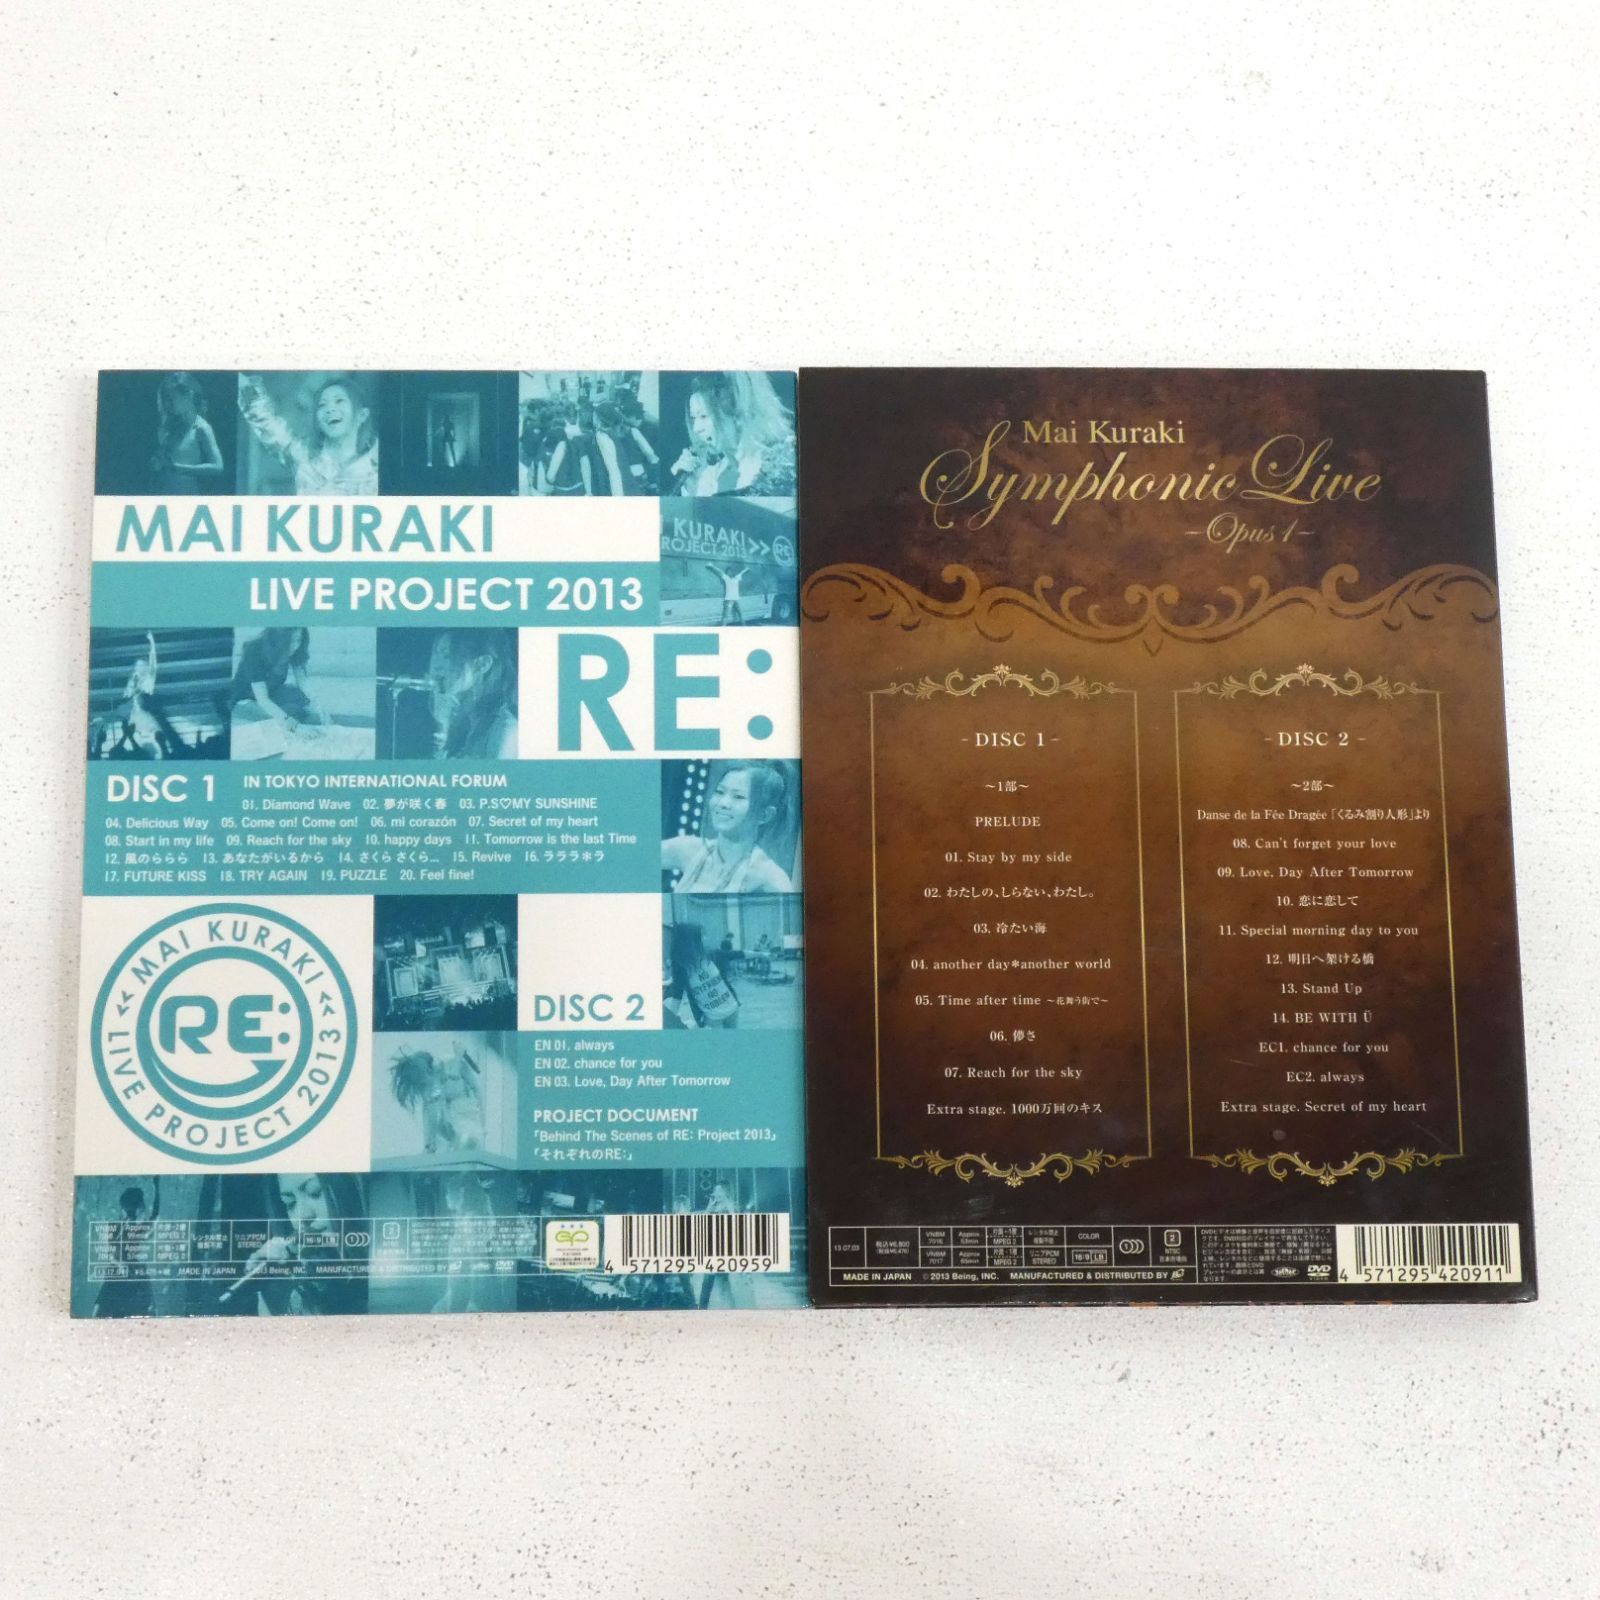 MAI KURAKI
LIVE PROJECT 2013
RE:
KURAKI
DISC 1 IN TOKYO INTERNATIONAL FORUM
01. Diamond Wave 02. 夢が咲く春 03. P.S♡MY SUNSHINE
04. Delicious Way 05. Come on! Come on! 06. mi corazón 07. Secret of my heart
08. Start in my life 09. Reach for the sky 10. happy days 11. Tomorrow is the last Time
12. 風のららら 13. あなたがいるから 14. さくら さくら… 15. Revive 16. ラララ＊ラ
17. FUTURE KISS 18. TRY AGAIN 19. PUZZLE 20. Feel fine!
≪ MAI KURAKI ≪ LIVE PROJECT 2013
RE:
DISC 2
EN 01. always
EN 02. chance for you
EN 03. Love, Day After Tomorrow
PROJECT DOCUMENT
「Behind The Scenes of RE: Project 2013」
「それぞれのRE:」
MADE IN JAPAN ℗©2013 Being, INC. MANUFACTURED & DISTRIBUTED BY
4 571295 420959
Mai Kuraki
Symphonic Live
-Opus 1-
- DISC 1 -
～1部～
PRELUDE
01. Stay by my side
02. わたしの、しらない、わたし。
03. 冷たい海
04. another day＊another world
05. Time after time ～花舞う街で～
06. 儚さ
07. Reach for the sky
Extra stage. 1000万回のキス
- DISC 2 -
～2部～
Danse de la Fée Dragée「くるみ割り人形」より
08. Can't forget your love
09. Love, Day After Tomorrow
10. 恋に恋して
11. Special morning day to you
12. 明日へ架ける橋
13. Stand Up
14. BE WITH Ü
EC1. chance for you
EC2. always
Extra stage. Secret of my heart
13.07.03
COLOR
MADE IN JAPAN ℗©2013 Being, INC. MANUFACTURED & DISTRIBUTED BY
DVD
4 571295 420911